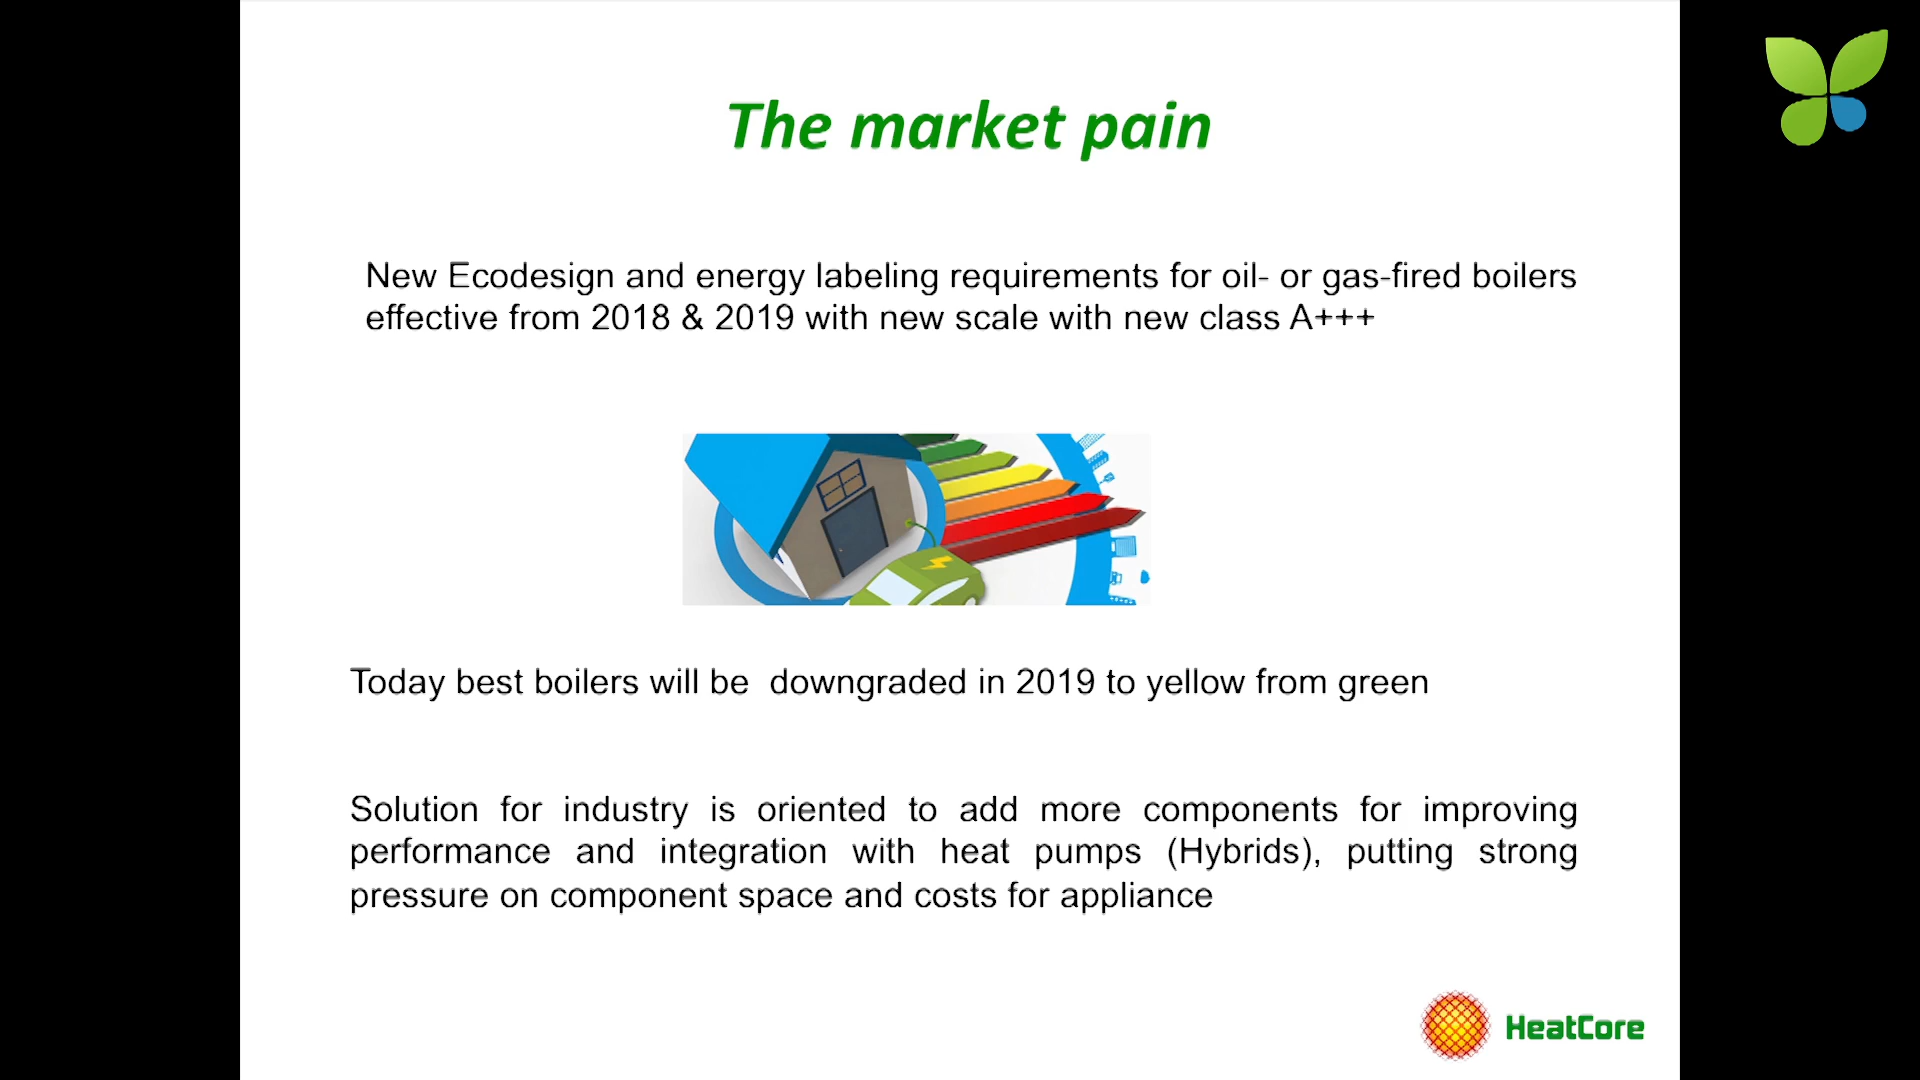 The market pain
New Ecodesign and energy labeling requirements for oil- or gas-fired boilers
effective from 2018 & 2019 with new scale with new class A+++
Today best boilers will be  downgraded in 2019 to yellow from green
Solution for industry is oriented to add more components for improving
performance and integration with heat pumps (Hybrids), putting strong
pressure on component space and costs for appliance
HeatCore